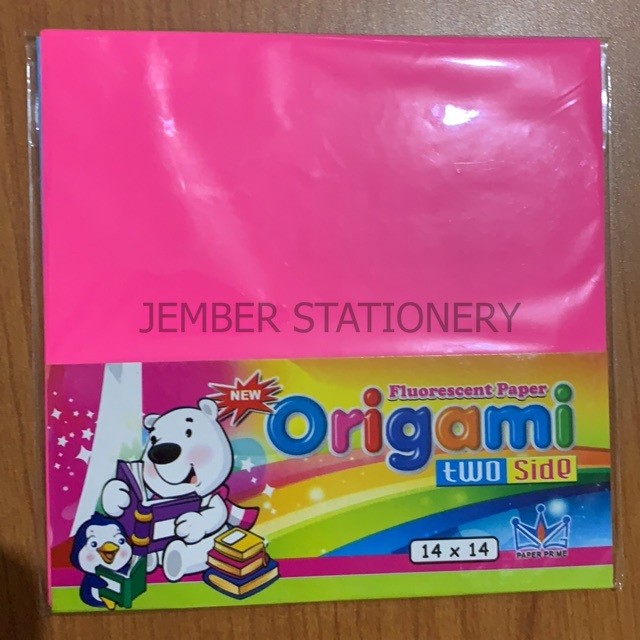 JEMBER STATIONERY
NEW
Fluorescent Paper
Origami
two side
14 x 14
PAPER PRIME